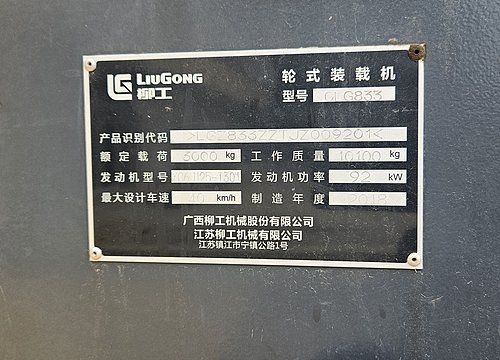 LIUGONG
柳工
轮式装载机
型号 CLG833
产品识别代码
额定载荷 3000 kg 工作质量 10100 kg
发动机型号 发动机功率 92 kW
最大设计车速 40 km/h 制造年度 2018
广西柳工机械股份有限公司
江苏柳工机械有限公司
江苏镇江市宁镇公路1号